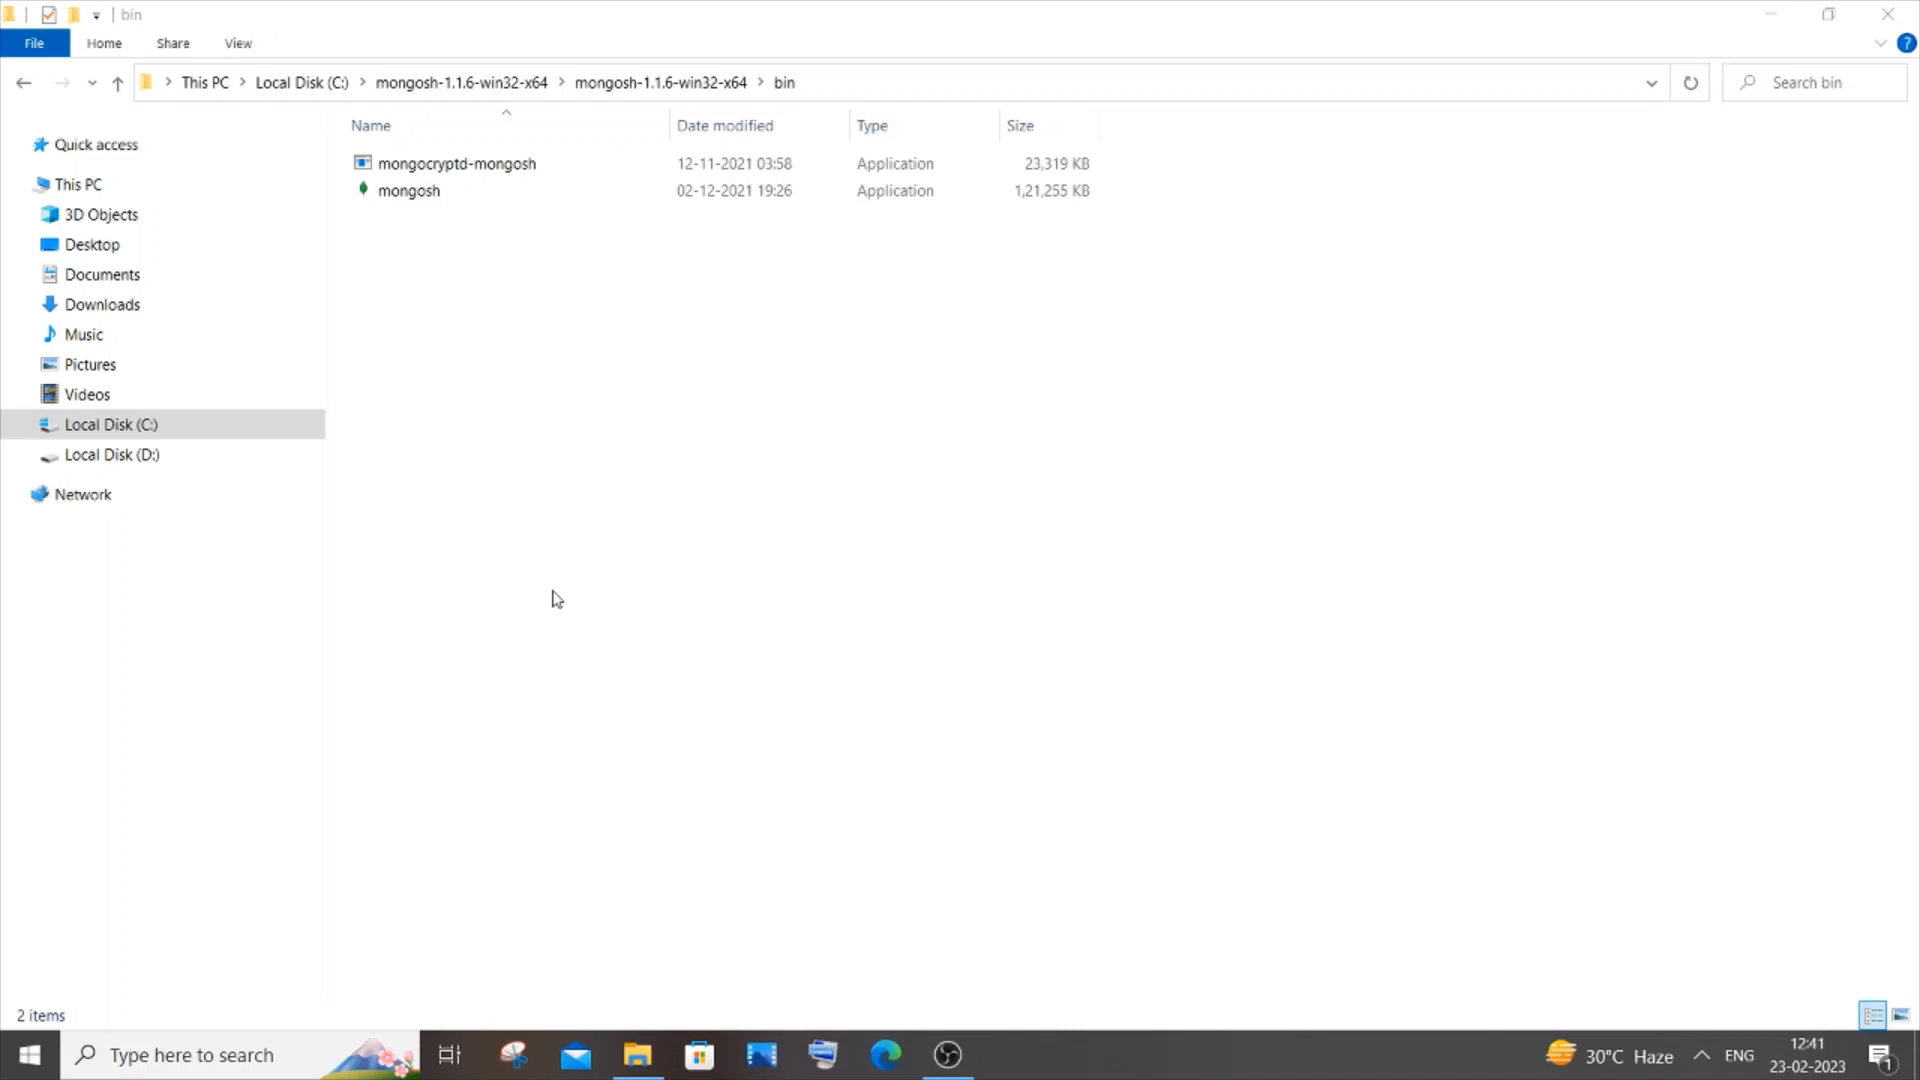 bin
File Home Share View
This PC Local Disk (C:) mongosh-1.1.6-win32-x64 mongosh-1.1.6-win32-x64 bin Search bin
Name Date modified Type Size
Quick access
mongocryptd-mongosh 12-11-2021 03:58 Application 23,319 KB
This PC
mongosh 02-12-2021 19:26 Application 1,21,255 KB
3D Objects
Desktop
Documents
Downloads
Music
Pictures
Videos
Local Disk (C:)
Local Disk (D:)
Network
2 items
Type here to search
30°C Haze ENG
12:41
23-02-2023
1